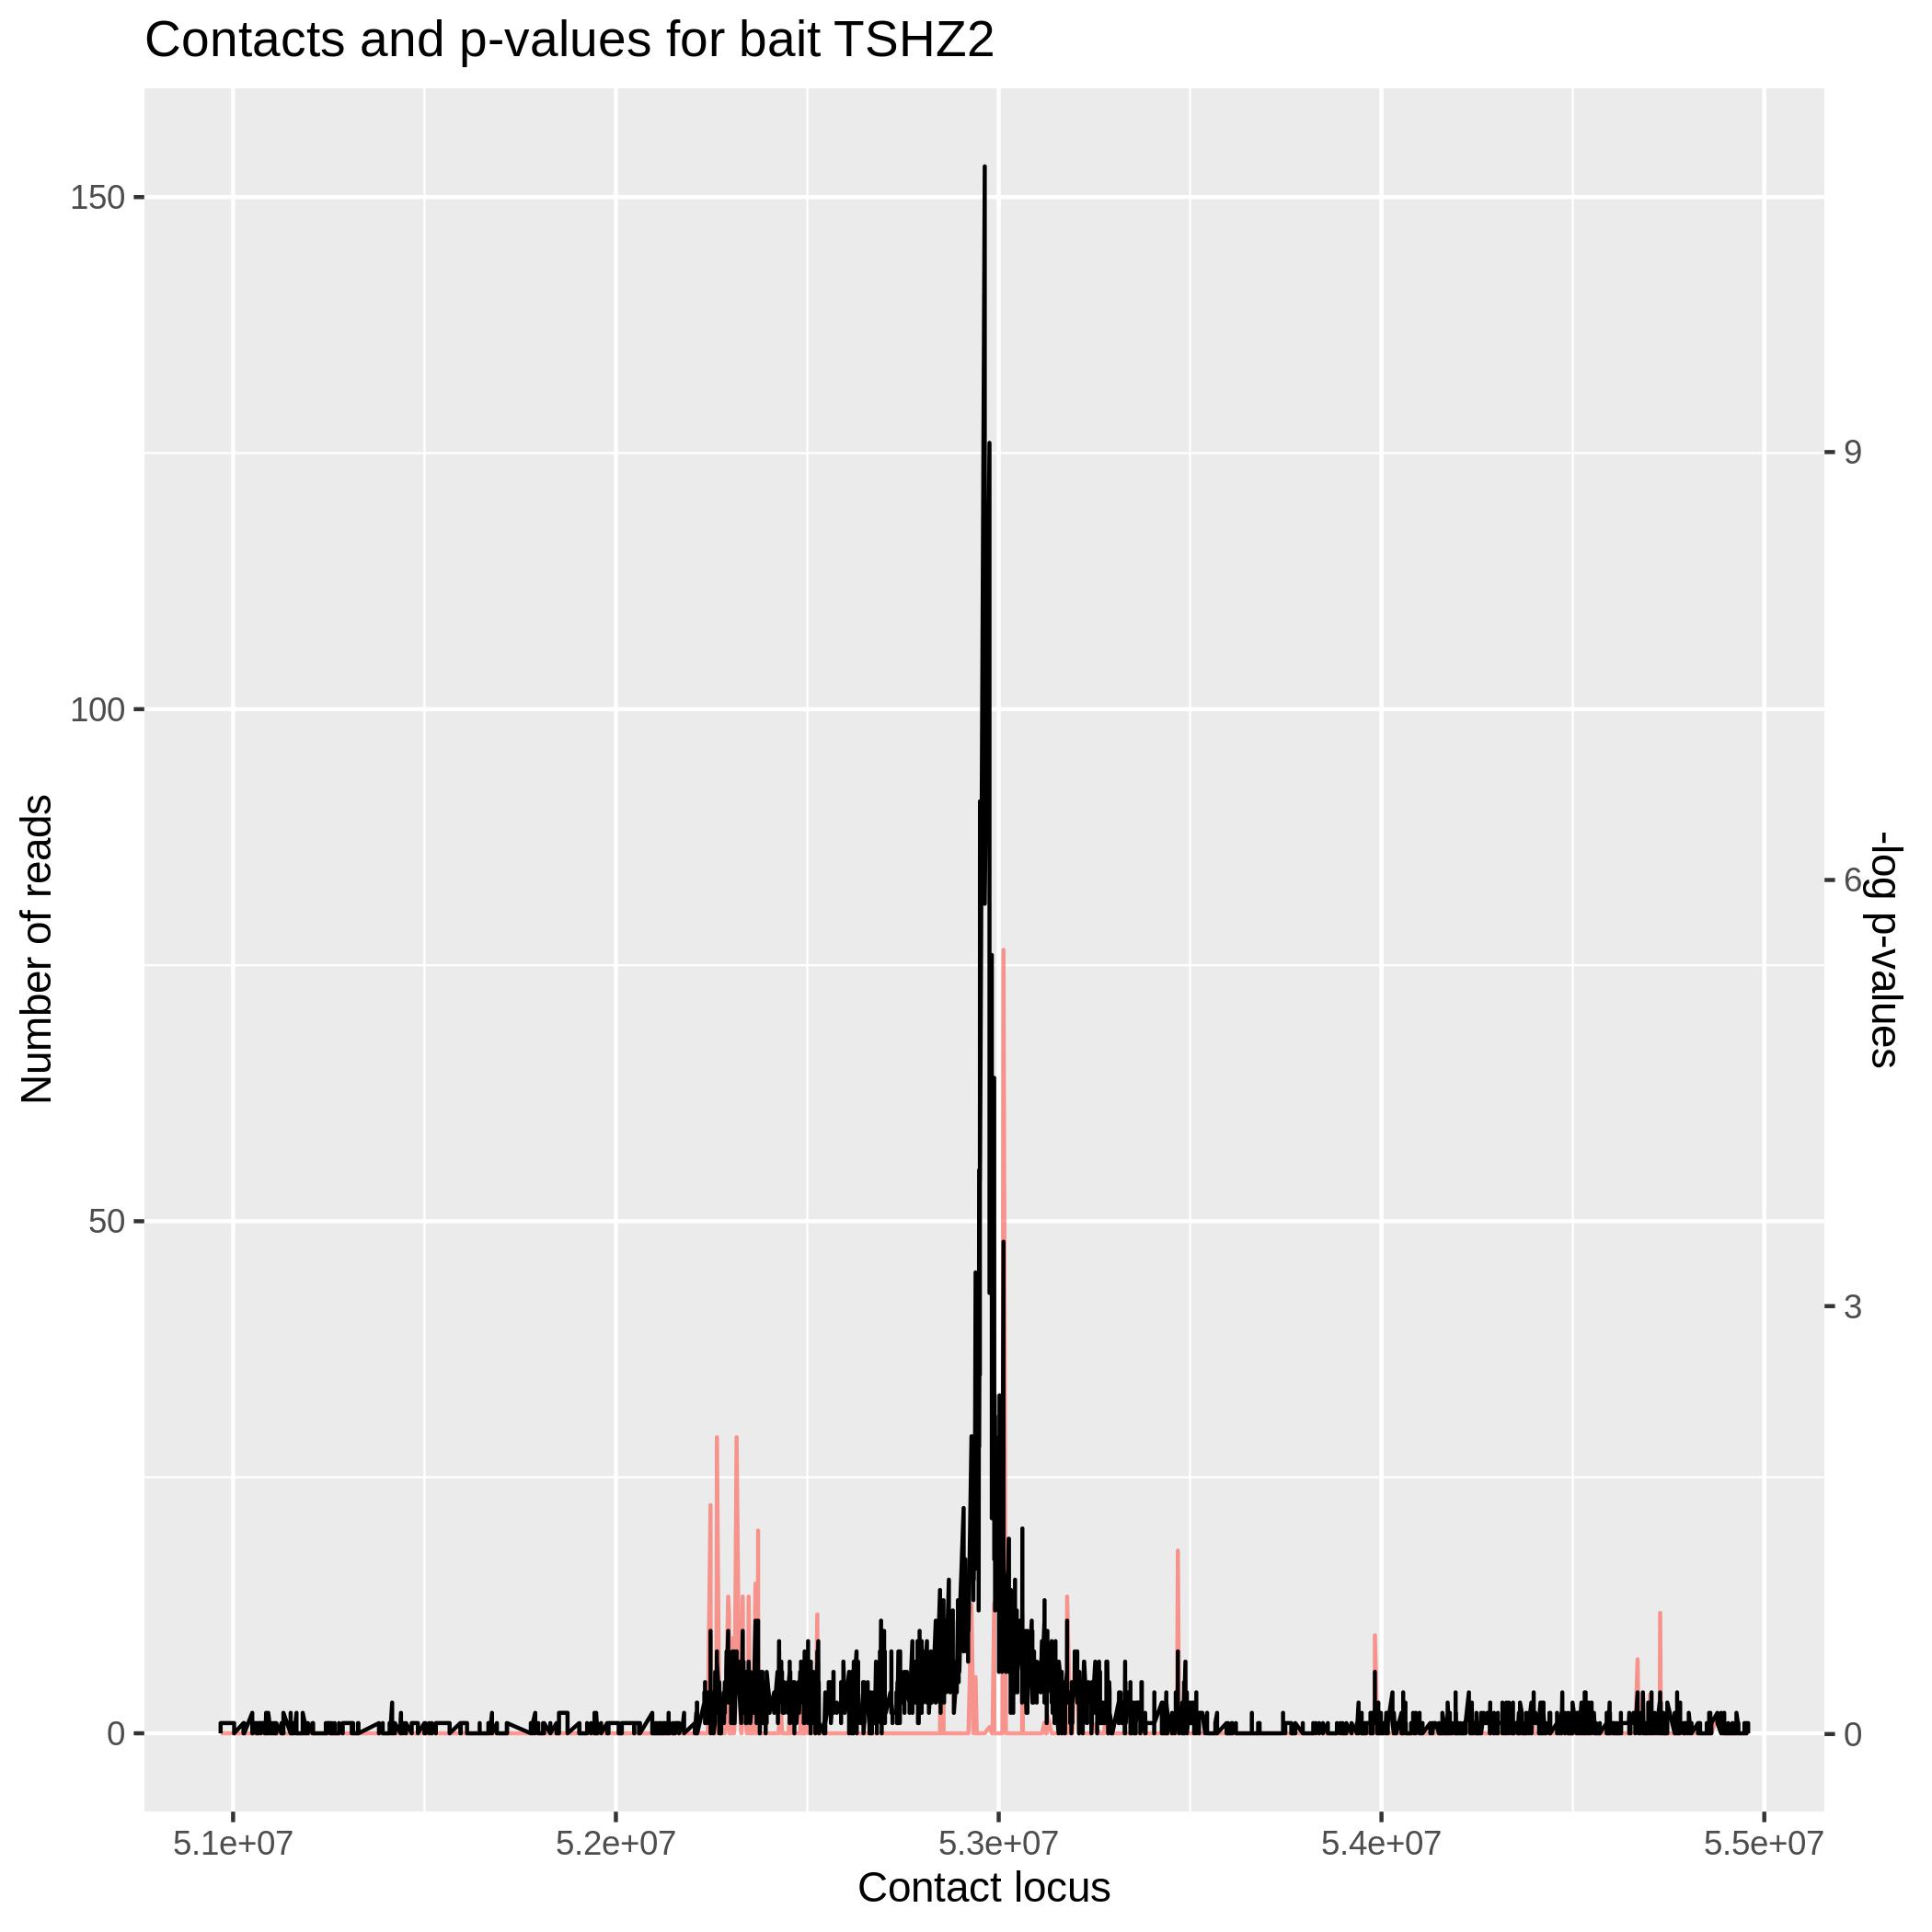 Contacts and p-values for bait TSHZ2
150
100
50
0
Number of reads
9
6
3
0
-log p-values
5.1e+07 5.2e+07 5.3e+07 5.4e+07 5.5e+07
Contact locus